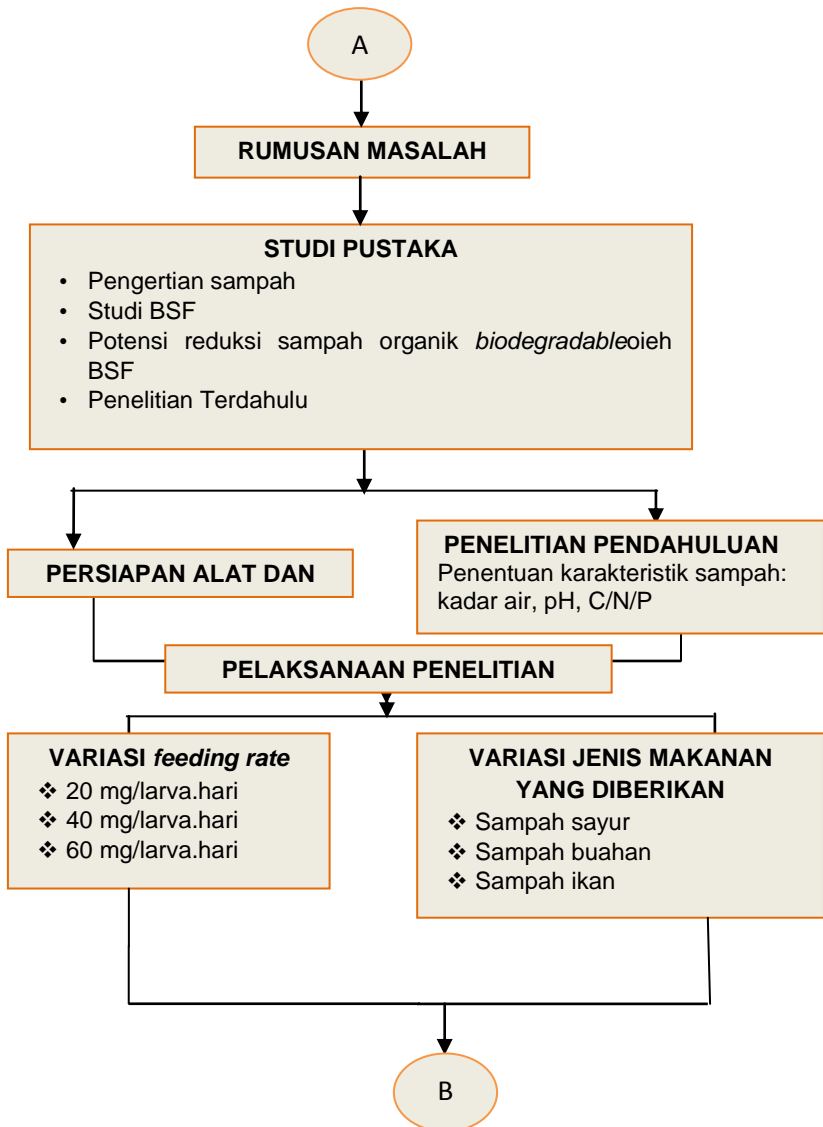 A
RUMUSAN MASALAH
STUDI PUSTAKA
• Pengertian sampah
• Studi BSF
• Potensi reduksi sampah organik biodegradableoieh
BSF
• Penelitian Terdahulu
PERSIAPAN ALAT DAN
PENELITIAN PENDAHULUAN
Penentuan karakteristik sampah:
kadar air, pH, C/N/P
PELAKSANAAN PENELITIAN
VARIASI feeding rate
❖ 20 mg/larva.hari
❖ 40 mg/larva.hari
❖ 60 mg/larva.hari
VARIASI JENIS MAKANAN
YANG DIBERIKAN
❖ Sampah sayur
❖ Sampah buahan
❖ Sampah ikan
B